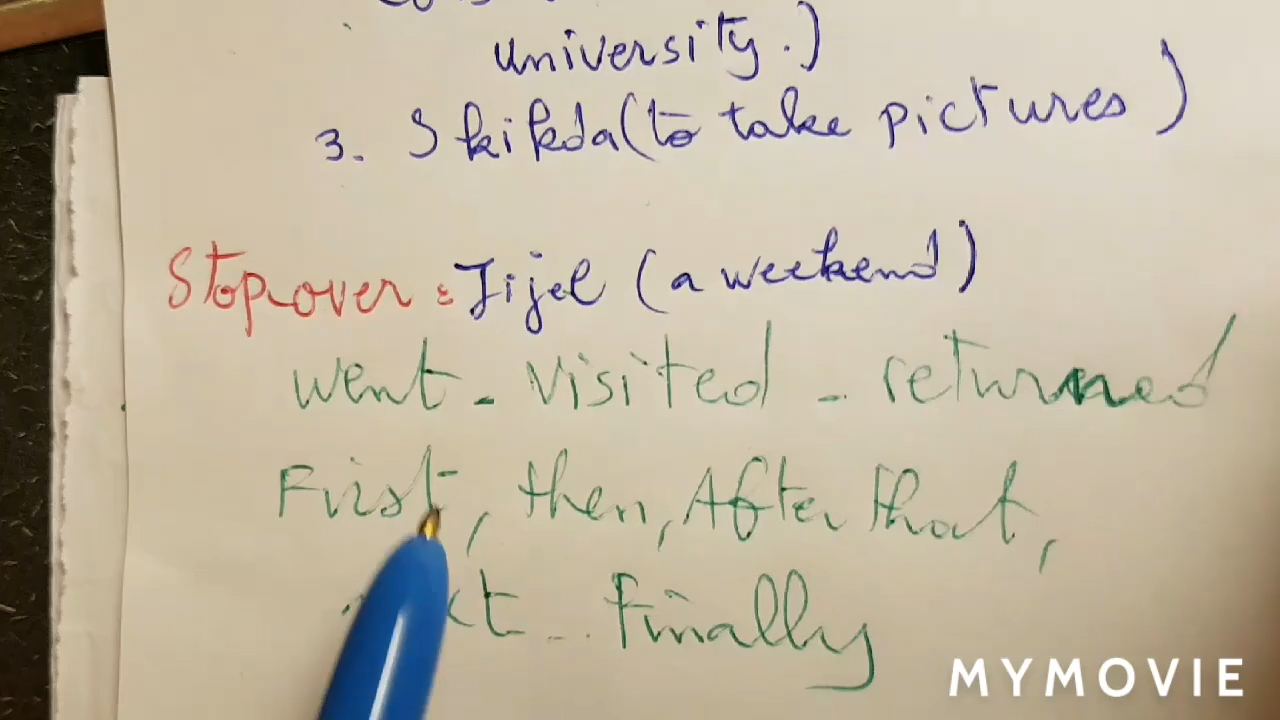 university.)
3. Skikda (to take pictures)
Stopover: Jijel (a weekend)
went - visited - returned
First, then, After that,
Finally
MYMOVIE